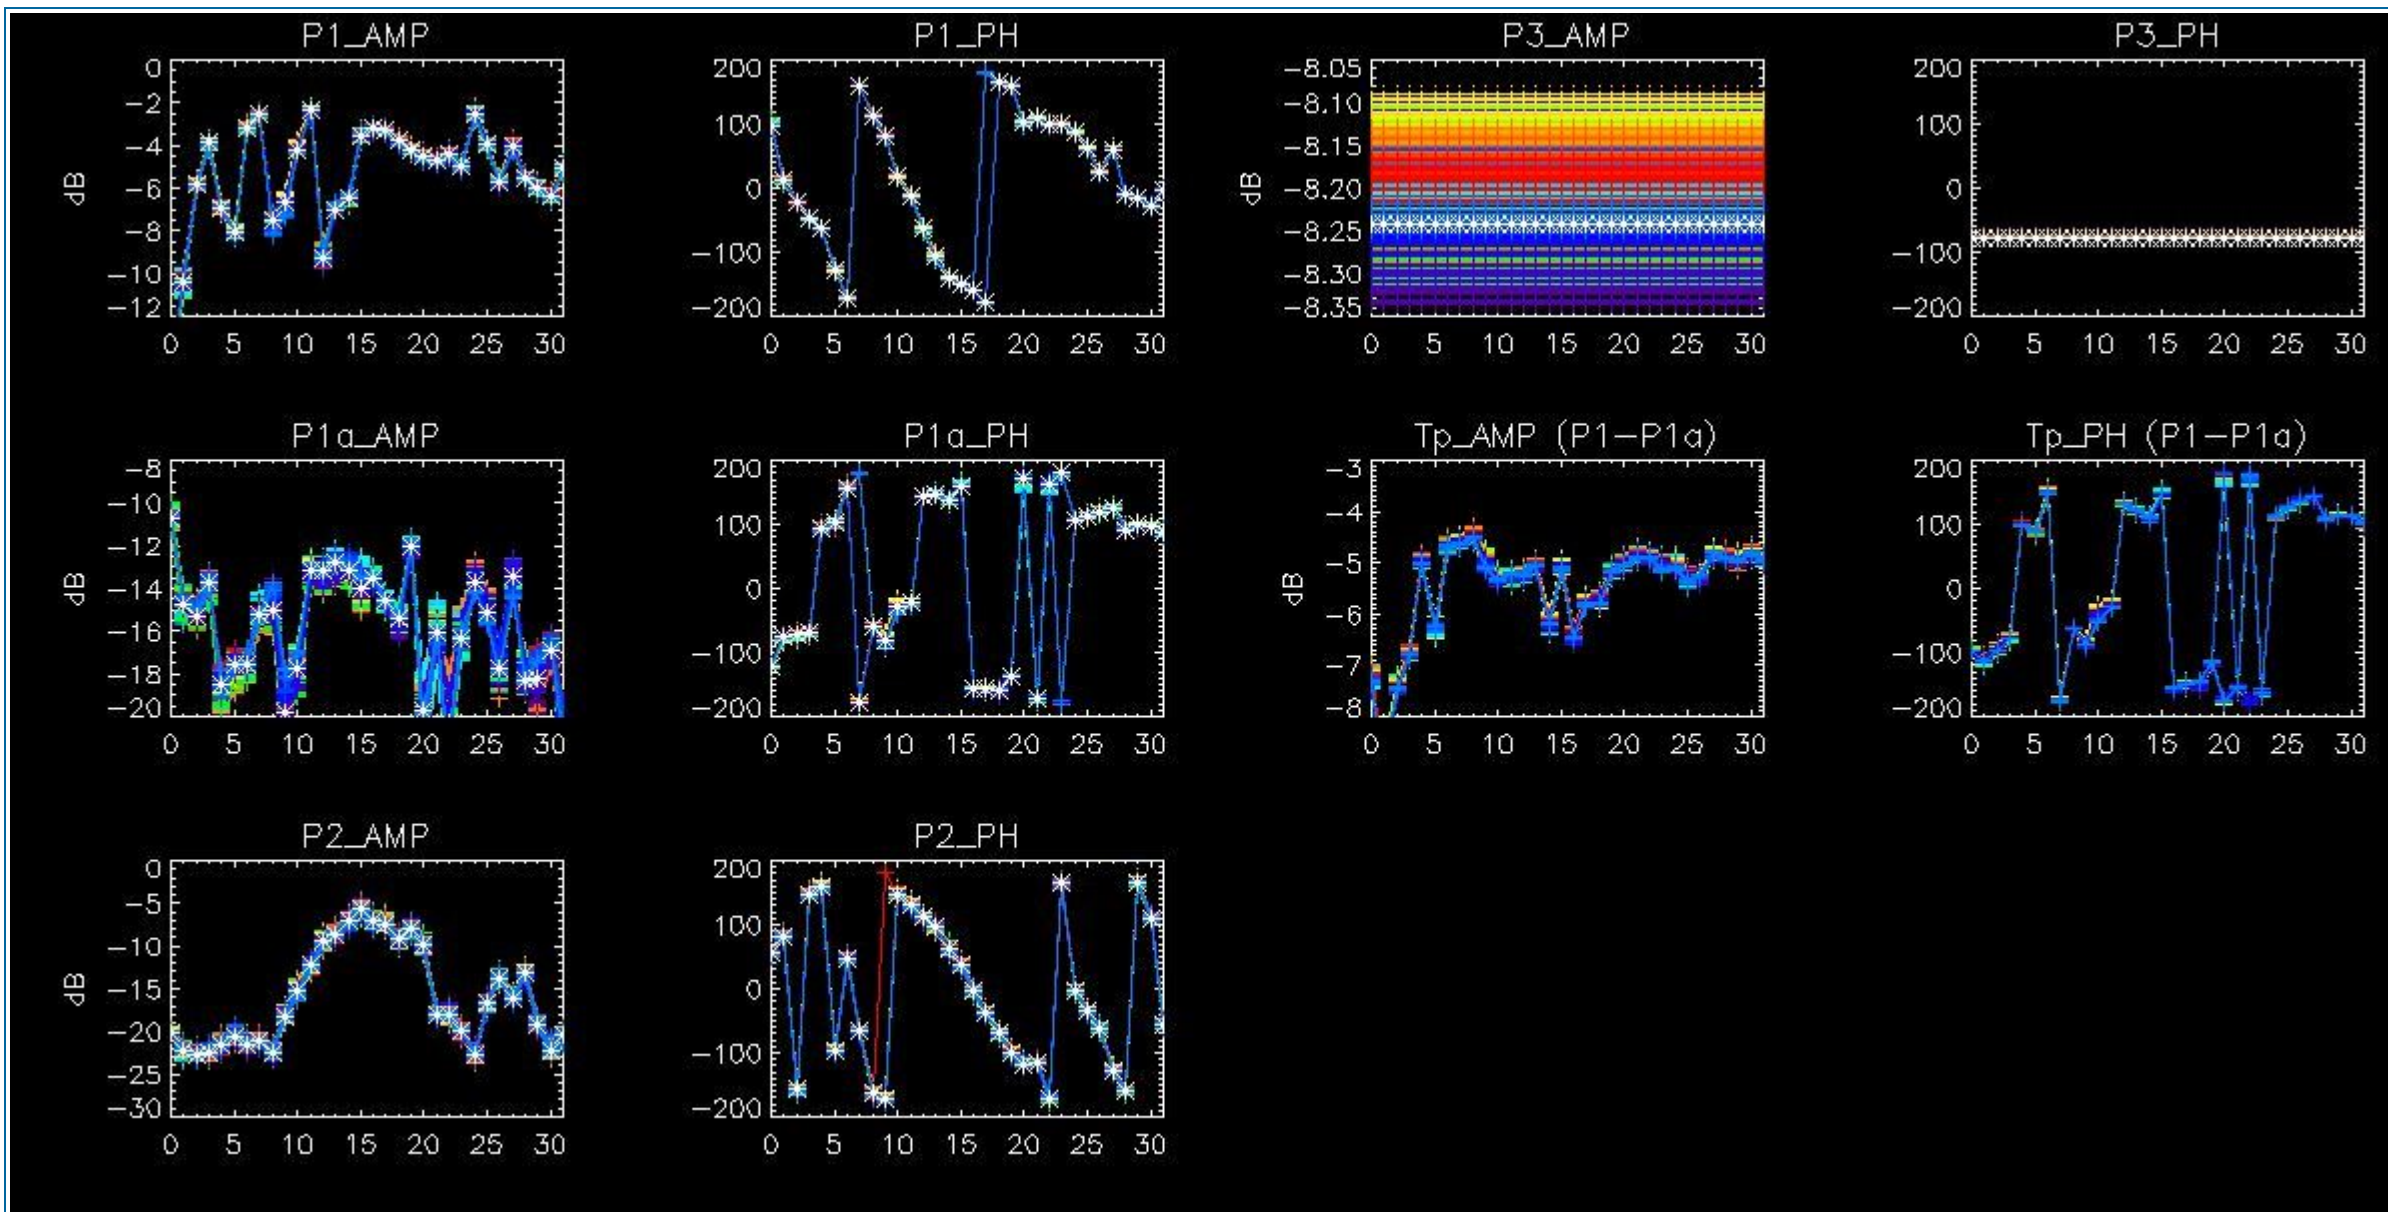 P1_AMP
0
−2
−4
−6
−8
−10
−12
dB
0 5 10 15 20 25 30
P1_PH
200
100
0
−100
−200
0 5 10 15 20 25 30
P3_AMP
−8.05
−8.10
−8.15
−8.20
−8.25
−8.30
−8.35
dB
0 5 10 15 20 25 30
P3_PH
200
100
0
−100
−200
0 5 10 15 20 25 30
P1a_AMP
−8
−10
−12
−14
−16
−18
−20
dB
0 5 10 15 20 25 30
P1a_PH
200
100
0
−100
−200
0 5 10 15 20 25 30
Tp_AMP (P1−P1a)
−3
−4
−5
−6
−7
−8
dB
0 5 10 15 20 25 30
Tp_PH (P1−P1a)
200
100
0
−100
−200
0 5 10 15 20 25 30
P2_AMP
0
−5
−10
−15
−20
−25
−30
dB
0 5 10 15 20 25 30
P2_PH
200
100
0
−100
−200
0 5 10 15 20 25 30